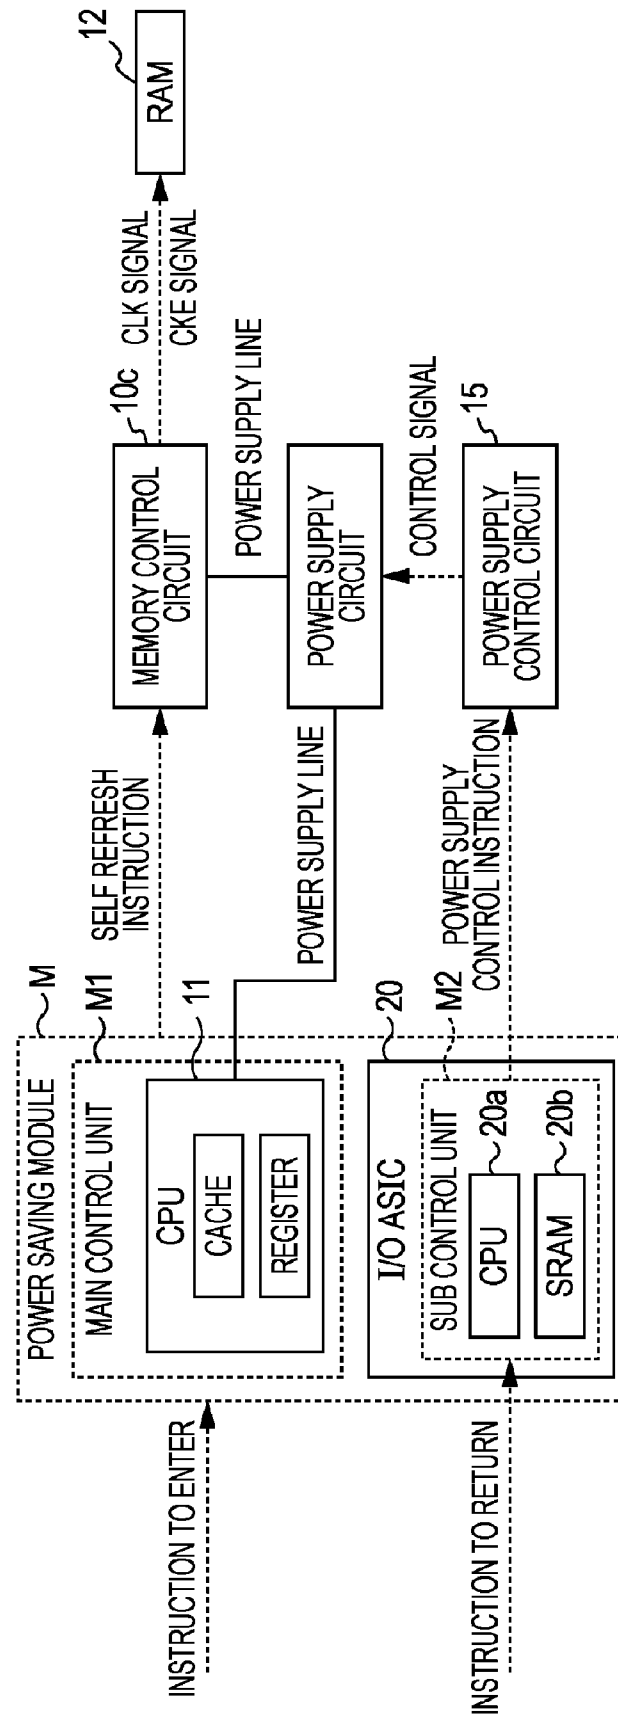 POWER SAVING MODULE
M
MAIN CONTROL UNIT
M1
CPU
11
CACHE
REGISTER
INSTRUCTION TO ENTER
SELF REFRESH
INSTRUCTION
MEMORY CONTROL
CIRCUIT
10c
CLK SIGNAL
CKE SIGNAL
RAM
12
POWER SUPPLY LINE
POWER SUPPLY LINE
POWER SUPPLY
CIRCUIT
CONTROL SIGNAL
I/O ASIC
20
SUB CONTROL UNIT
M2
CPU
20a
SRAM
20b
INSTRUCTION TO RETURN
POWER SUPPLY
CONTROL INSTRUCTION
POWER SUPPLY
CONTROL CIRCUIT
15